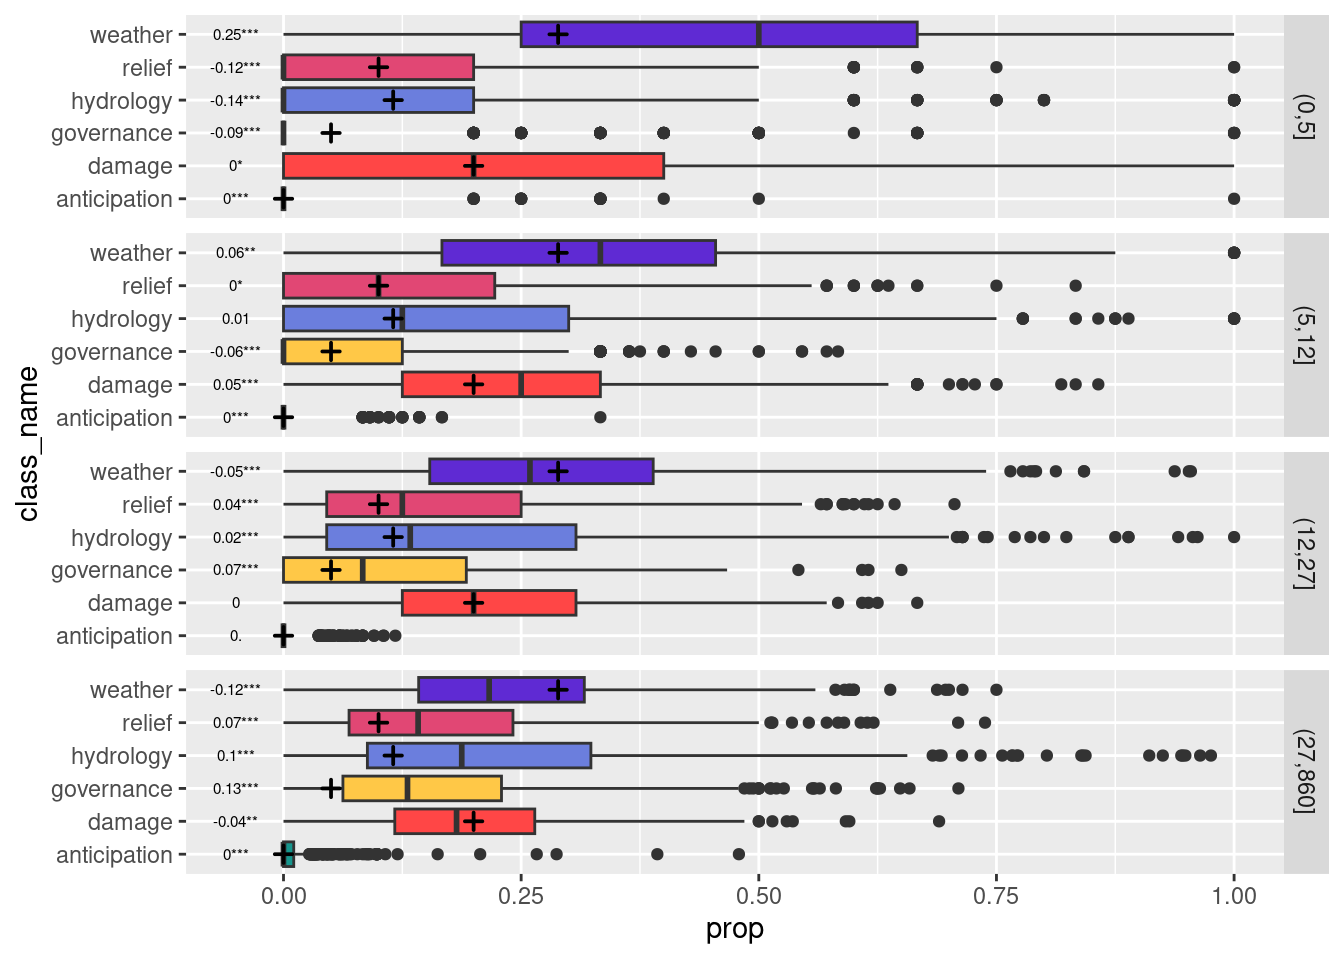 weather 0.25***
relief -0.12***
hydrology -0.14***
governance -0.09***
damage 0*
anticipation 0***
(0,5]
weather 0.06**
relief 0*
hydrology 0.01
governance -0.06***
damage 0.05***
anticipation 0***
(5,12]
weather -0.05***
relief 0.04***
hydrology 0.02***
governance 0.07***
damage 0
anticipation 0.
(12,27]
weather -0.12***
relief 0.07***
hydrology 0.1***
governance 0.13***
damage -0.04**
anticipation 0***
(27,860]
class_name
0.00 0.25 0.50 0.75 1.00
prop